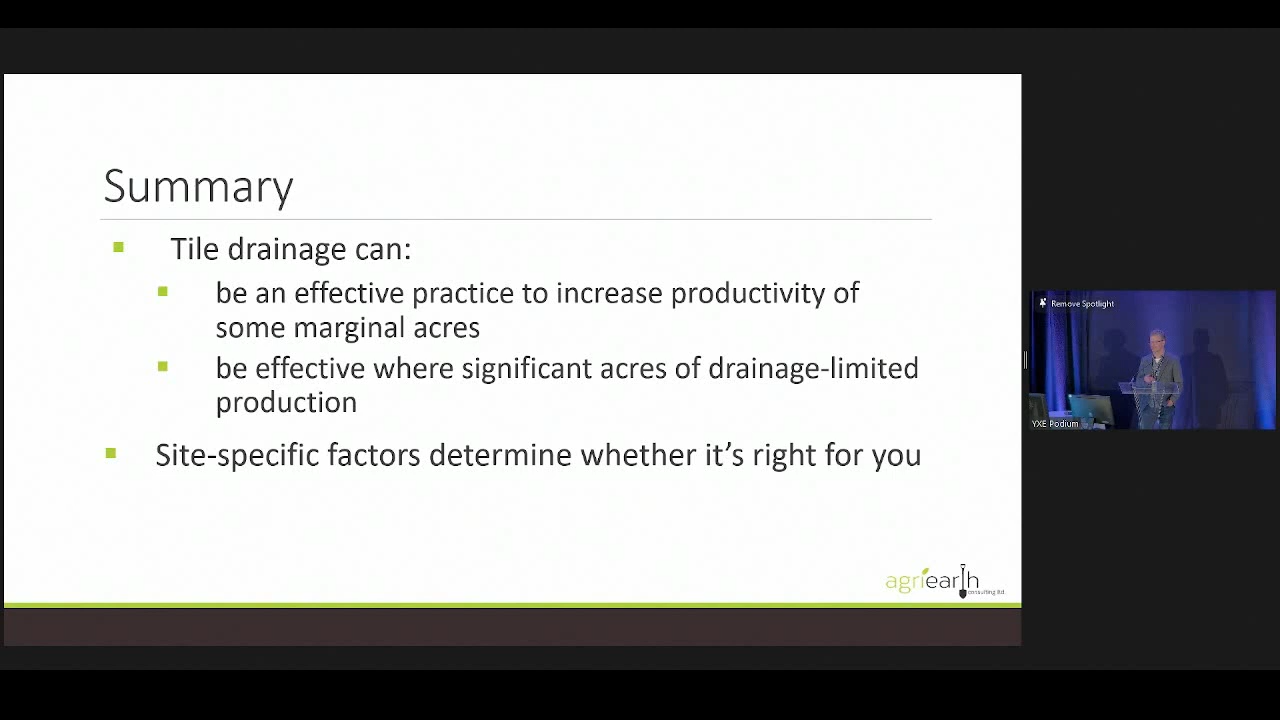 Summary
Tile drainage can:
be an effective practice to increase productivity of
some marginal acres
be effective where significant acres of drainage-limited
production
Site-specific factors determine whether it's right for you
agriearth
consulting ltd.
Remove Spotlight
YXE Podium